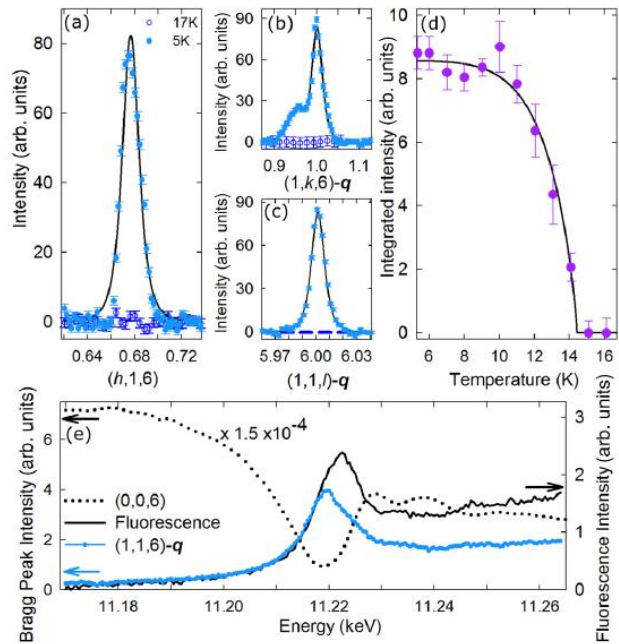 (a)
17K
5K
Intensity (arb. units)
80
60
40
20
0
0.64 0.68 0.72
(h,1,6)
(b)
Intensity (arb. units)
90
60
30
0
0.9 1.0 1.1
(1,k,6)-q
(c)
Intensity (arb. units)
90
60
30
0
5.97 6.00 6.03
(1,1,l)-q
(d)
Integrated intensity (arb. units)
10
8
6
4
2
0
6 8 10 12 14 16
Temperature (K)
(e)
x 1.5 x10⁻⁴
Bragg Peak Intensity (arb. units)
6
4
2
0
(0,0,6)
Fluorescence
(1,1,6)-q
3
2
1
0
Fluorescence Intensity (arb. units)
11.18 11.20 11.22 11.24 11.26
Energy (keV)